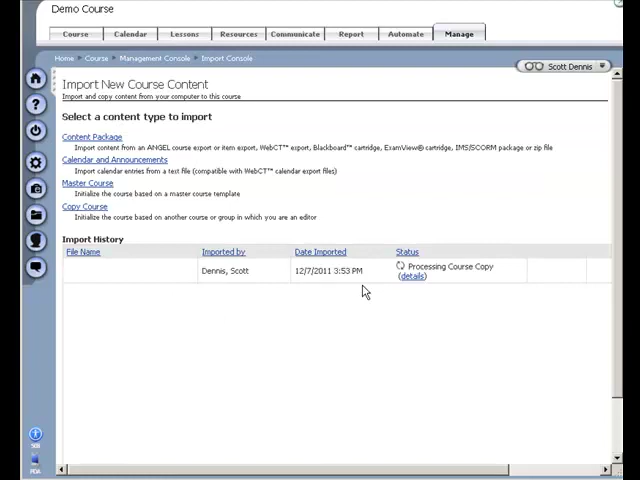 Demo Course
Course Calendar Lessons Resources Communicate Report Automate Manage
Home Course Management Console Import Console
Scott Dennis
Import New Course Content
Import and copy content from your computer to this course
Select a content type to import
Content Package
Import content from an ANGEL course export or item export, WebCT™ export, Blackboard™ cartridge, ExamView® cartridge, IMS/SCORM package or zip file
Calendar and Announcements
Import calendar entries from a text file (compatible with WebCT™ calendar export files)
Master Course
Initialize the course based on a master course template
Copy Course
Initialize the course based on another course or group in which you are an editor
Import History
File Name Imported by Date Imported Status
Dennis, Scott 12/7/2011 3:53 PM Processing Course Copy
(details)
PDA